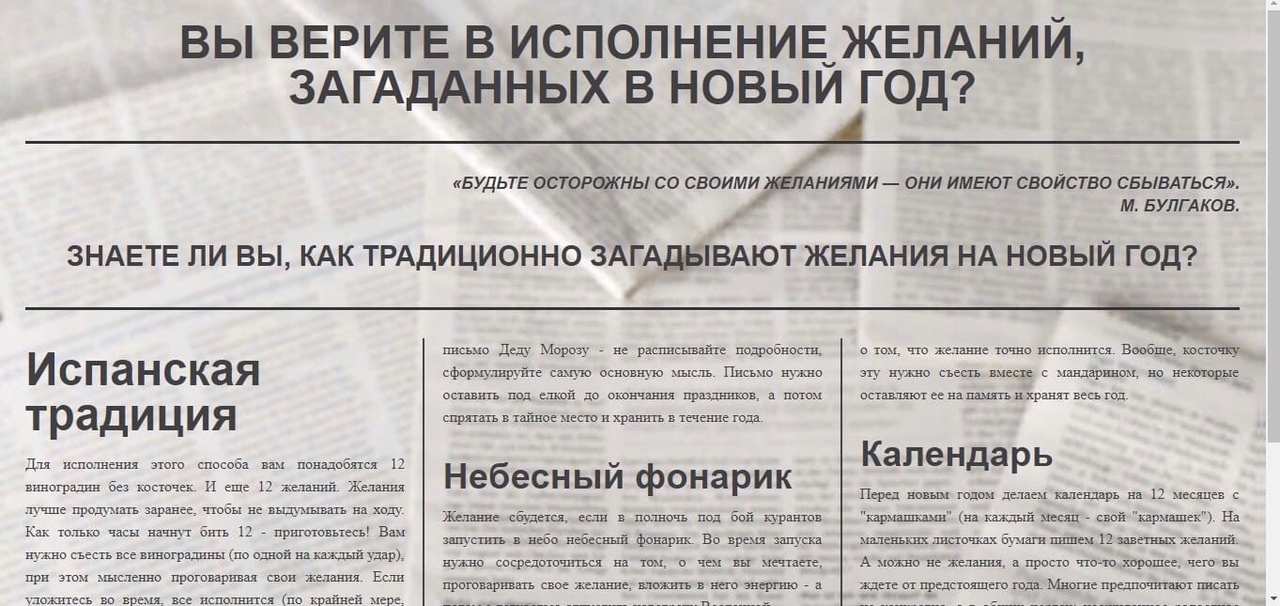 ВЫ ВЕРИТЕ В ИСПОЛНЕНИЕ ЖЕЛАНИЙ,
ЗАГАДАННЫХ В НОВЫЙ ГОД?
«БУДЬТЕ ОСТОРОЖНЫ СО СВОИМИ ЖЕЛАНИЯМИ — ОНИ ИМЕЮТ СВОЙСТВО СБЫВАТЬСЯ».
М. БУЛГАКОВ.
ЗНАЕТЕ ЛИ ВЫ, КАК ТРАДИЦИОННО ЗАГАДЫВАЮТ ЖЕЛАНИЯ НА НОВЫЙ ГОД?
Испанская
традиция
Для исполнения этого способа вам понадобятся 12
виноградин без косточек. И еще 12 желаний. Желания
лучше продумать заранее, чтобы не выдумывать на ходу.
Как только часы начнут бить 12 - приготовьтесь! Вам
нужно съесть все виноградины (по одной на каждый удар),
при этом мысленно проговаривая свои желания. Если
уложитесь во время, все исполнится (по крайней мере,
письмо Деду Морозу - не расписывайте подробности,
сформулируйте самую основную мысль. Письмо нужно
оставить под елкой до окончания праздников, а потом
спрятать в тайное место и хранить в течение года.
Небесный фонарик
Желание сбудется, если в полночь под бой курантов
запустить в небо небесный фонарик. Во время запуска
нужно сосредоточиться на том, о чем вы мечтаете,
проговаривать свое желание, вложить в него энергию - а
о том, что желание точно исполнится. Вообще, косточку
эту нужно съесть вместе с мандарином, но некоторые
оставляют ее на память и хранят весь год.
Календарь
Перед новым годом делаем календарь на 12 месяцев с
"кармашками" (на каждый месяц - свой "кармашек"). На
маленьких листочках бумаги пишем 12 заветных желаний.
А можно не желания, а просто что-то хорошее, чего вы
ждете от предстоящего года. Многие предпочитают писать